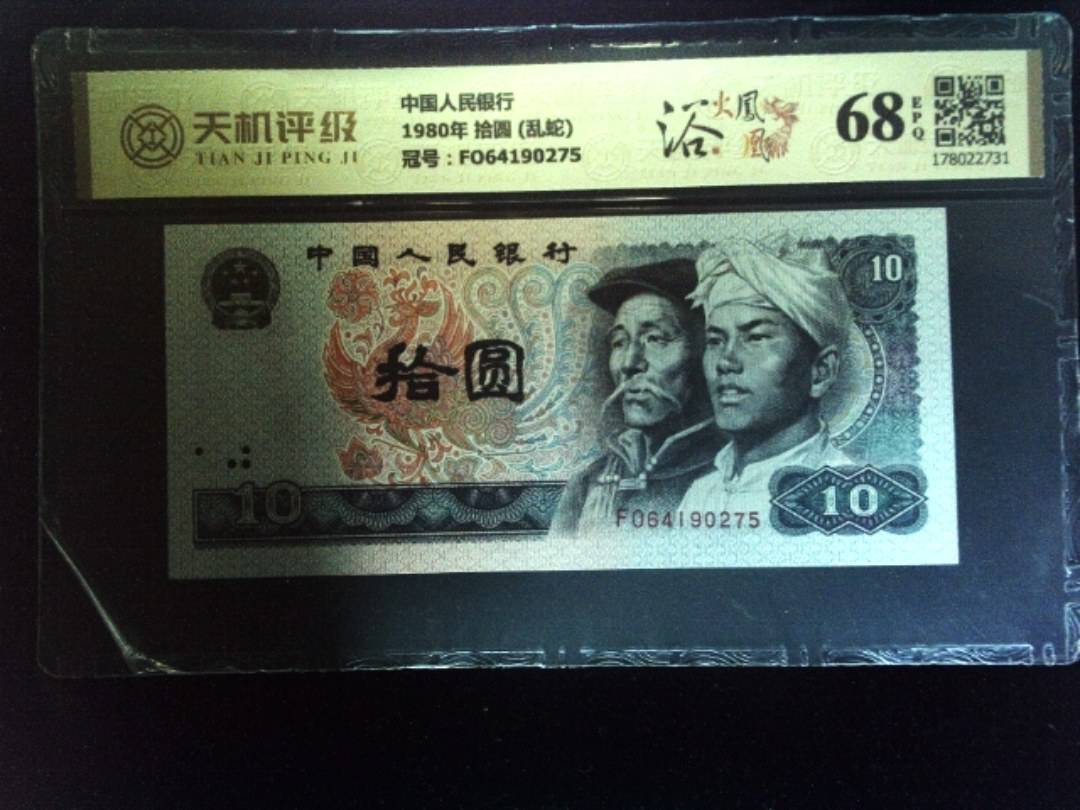 天机评级
TIAN JI PING JI
中国人民银行
1980年 拾圆 (乱蛇)
冠号：FO64190275
浴火鳳凰
68 EPQ
178022731
中国人民银行
10
拾圆
10
FO64190275
10